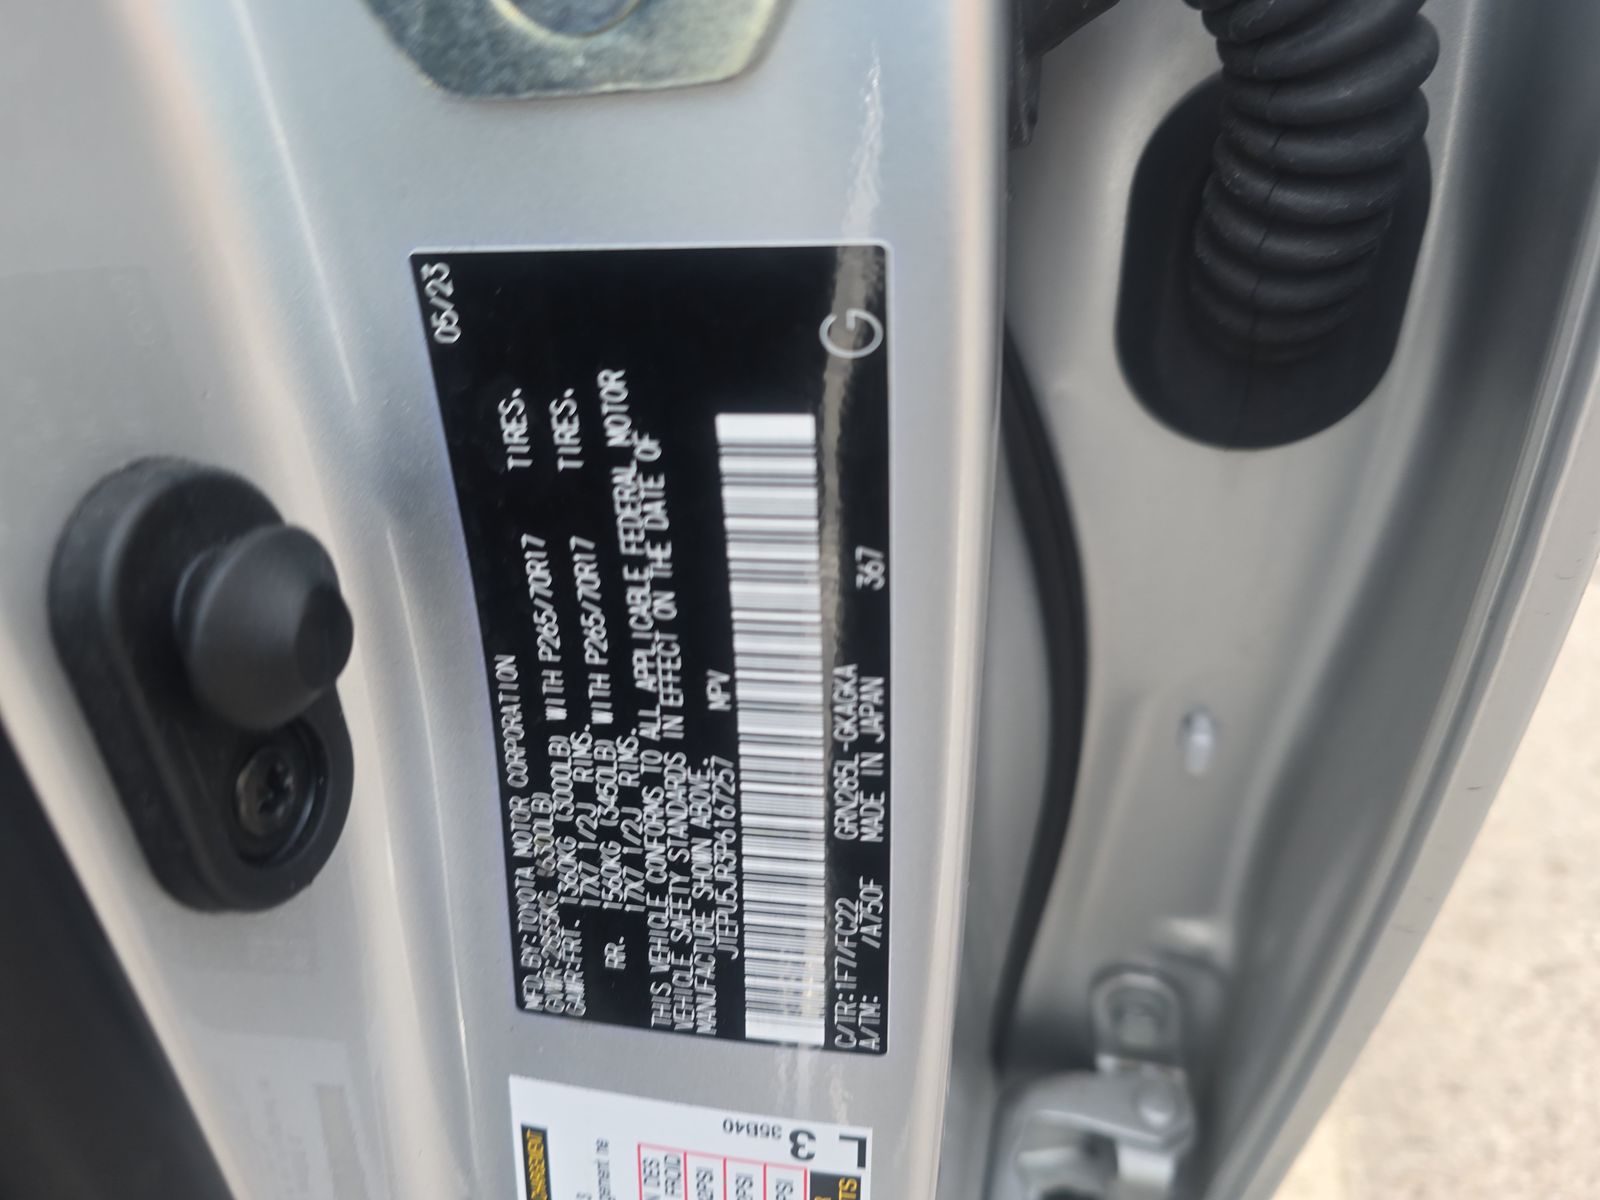 MFD. BY: TOYOTA MOTOR CORPORATION 05/23
GVWR-2855KG (6300LB)
GAWR-FRT. 1360KG (3000LB) WITH P265/70R17 TIRES.
17X7 1/2J RIMS.
RR. 1560KG (3450LB) WITH P265/70R17 TIRES.
17X7 1/2J RIMS.
THIS VEHICLE CONFORMS TO ALL APPLICABLE FEDERAL MOTOR
VEHICLE SAFETY STANDARDS IN EFFECT ON THE DATE OF
MANUFACTURE SHOWN ABOVE.
JTEPU5JR3P6167257 MPV
G
C/TR: 1F7/FC22 GRN285L-GKAGKA 367
A/TM: /A750F MADE IN JAPAN
35B40
3